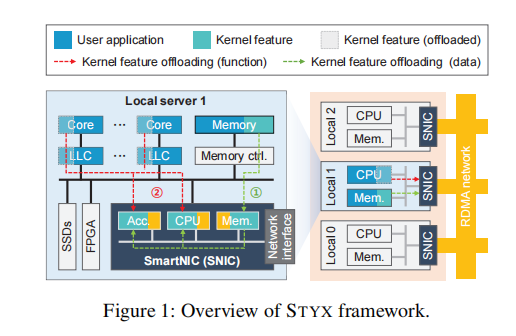 User application
Kernel feature
Kernel feature (offloaded)
Kernel feature offloading (function)
Kernel feature offloading (data)
Local server 1
Core
...
Core
Memory
LLC
...
LLC
Memory ctrl.
②
①
SSDs
FPGA
Acc.
CPU
Mem.
Network
interface
SmartNIC (SNIC)
Local 2
CPU
Mem.
SNIC
Local 1
CPU
Mem.
SNIC
Local 0
CPU
Mem.
SNIC
RDMA network
Figure 1: Overview of STYX framework.